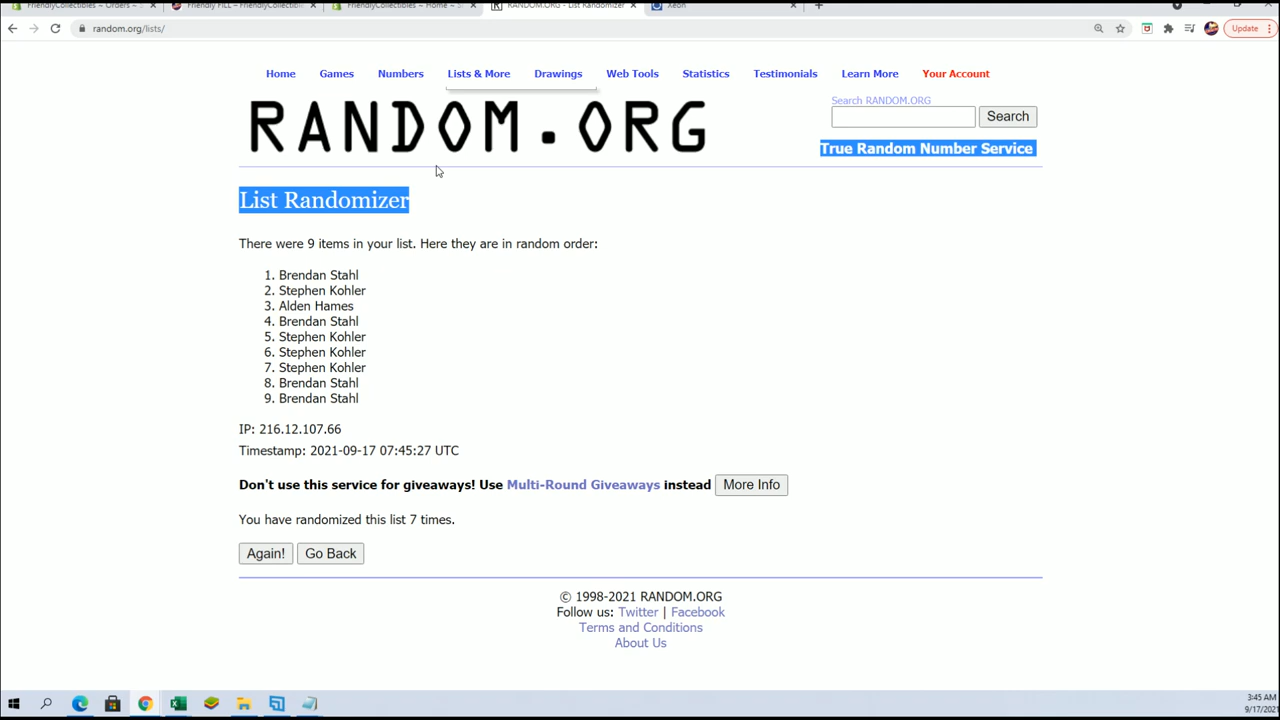 FriendlyCollectibles ~ Orders ~ S
Friendly FILL – FriendlyCollectible
FriendlyCollectibles ~ Home ~ S
RANDOM.ORG - List Randomizer
Xeon
random.org/lists/
Update
Home Games Numbers Lists & More Drawings Web Tools Statistics Testimonials Learn More Your Account
RANDOM.ORG
Search RANDOM.ORG
Search
True Random Number Service
List Randomizer
There were 9 items in your list. Here they are in random order:
1. Brendan Stahl
2. Stephen Kohler
3. Alden Hames
4. Brendan Stahl
5. Stephen Kohler
6. Stephen Kohler
7. Stephen Kohler
8. Brendan Stahl
9. Brendan Stahl
IP: 216.12.107.66
Timestamp: 2021-09-17 07:45:27 UTC
Don't use this service for giveaways! Use Multi-Round Giveaways instead More Info
You have randomized this list 7 times.
Again! Go Back
© 1998-2021 RANDOM.ORG
Follow us: Twitter | Facebook
Terms and Conditions
About Us
3:45 AM
9/17/2021